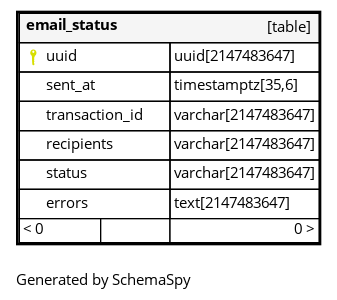 email_status [table]
uuid uuid[2147483647]
sent_at timestamptz[35,6]
transaction_id varchar[2147483647]
recipients varchar[2147483647]
status varchar[2147483647]
errors text[2147483647]
< 0 0 >
Generated by SchemaSpy